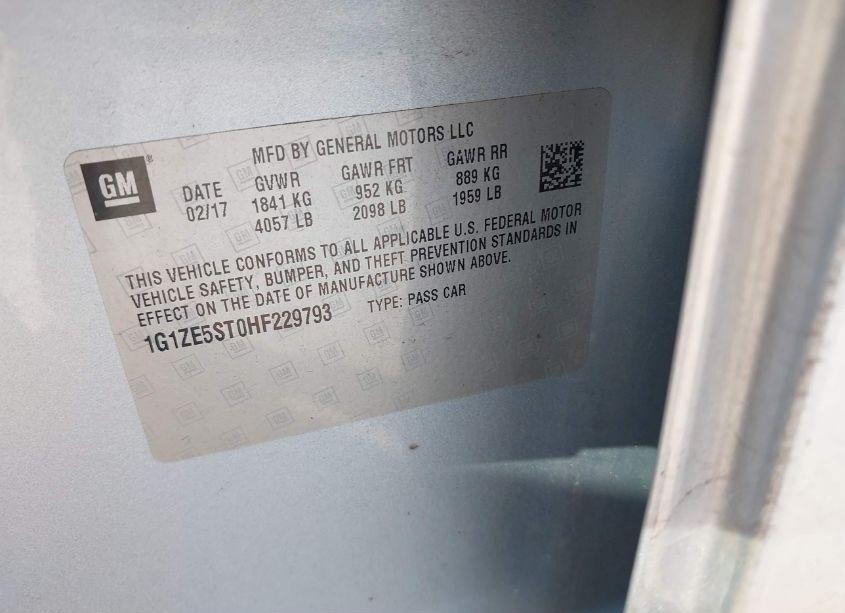 GM
MFD BY GENERAL MOTORS LLC
DATE GVWR GAWR FRT GAWR RR
02/17 1841 KG 952 KG 889 KG
4057 LB 2098 LB 1959 LB
THIS VEHICLE CONFORMS TO ALL APPLICABLE U.S. FEDERAL MOTOR
VEHICLE SAFETY, BUMPER, AND THEFT PREVENTION STANDARDS IN
EFFECT ON THE DATE OF MANUFACTURE SHOWN ABOVE.
1G1ZE5ST0HF229793 TYPE: PASS CAR